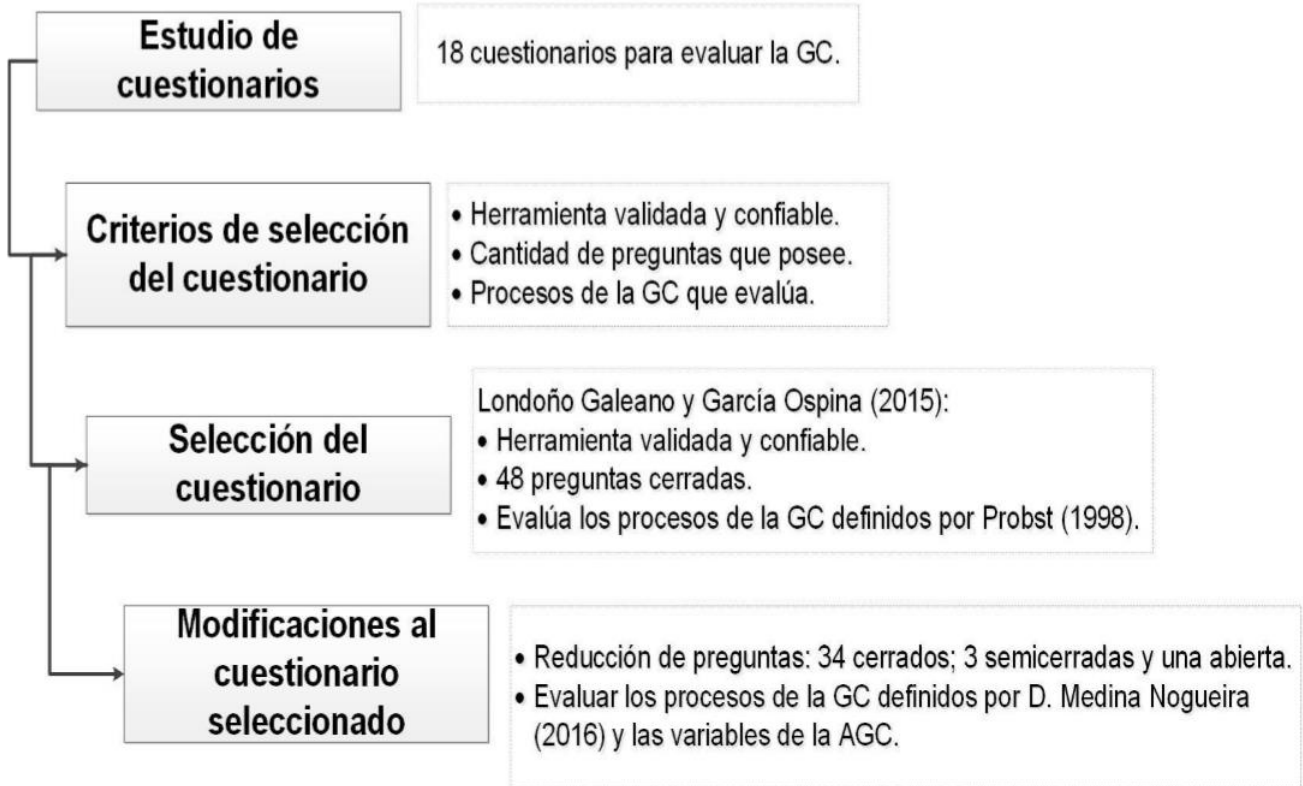 Estudio de
cuestionarios
18 cuestionarios para evaluar la GC.
Criterios de selección
del cuestionario
• Herramienta validada y confiable.
• Cantidad de preguntas que posee.
• Procesos de la GC que evalúa.
Selección del
cuestionario
Londoño Galeano y García Ospina (2015):
• Herramienta validada y confiable.
• 48 preguntas cerradas.
• Evalúa los procesos de la GC definidos por Probst (1998).
Modificaciones al
cuestionario
seleccionado
• Reducción de preguntas: 34 cerrados; 3 semicerradas y una abierta.
• Evaluar los procesos de la GC definidos por D. Medina Nogueira
(2016) y las variables de la AGC.